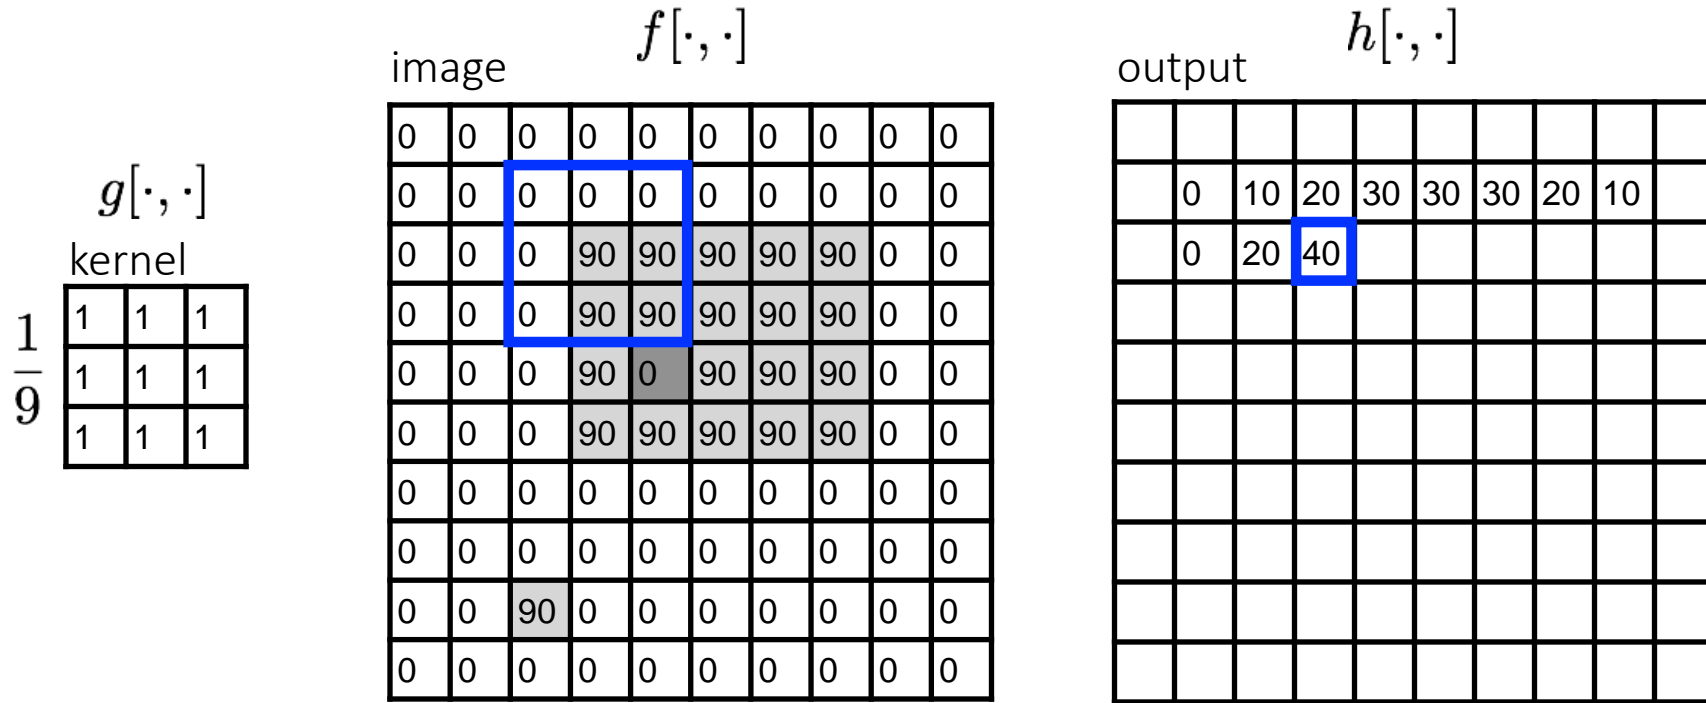 g[·, ·]
kernel
1/9
1 1 1
1 1 1
1 1 1
f[·, ·]
image
0 0 0 0 0 0 0 0 0 0
0 0 0 0 0 0 0 0 0 0
0 0 0 90 90 90 90 90 0 0
0 0 0 90 90 90 90 90 0 0
0 0 0 90 0 90 90 90 0 0
0 0 0 90 90 90 90 90 0 0
0 0 0 0 0 0 0 0 0 0
0 0 0 0 0 0 0 0 0 0
0 0 90 0 0 0 0 0 0 0
0 0 0 0 0 0 0 0 0 0
h[·, ·]
output
0 10 20 30 30 30 20 10
0 20 40